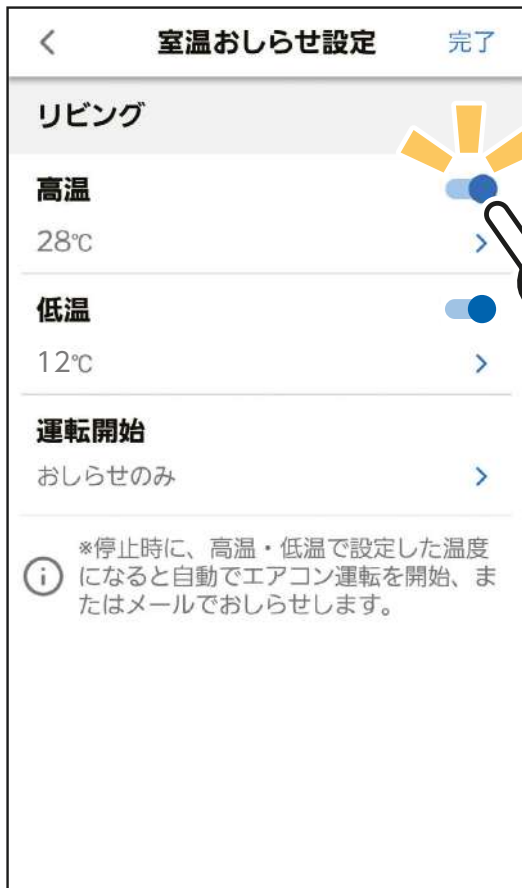 室温おしらせ設定 完了
リビング
高温
28℃
低温
12℃
運転開始
おしらせのみ
※停止時に、高温・低温で設定した温度
になると自動でエアコン運転を開始、ま
たはメールでおしらせします。